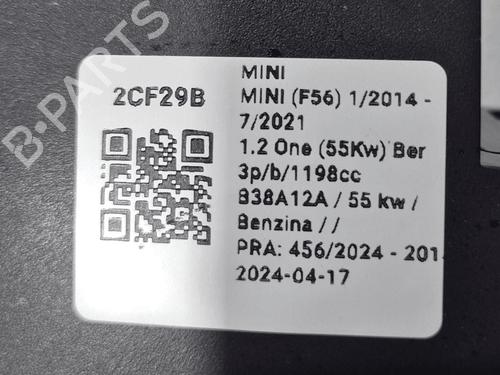 2CF29B
MINI
MINI (F56) 1/2014 -
7/2021
1.2 One (55Kw) Ber
3p/b/1198cc
B38A12A / 55 kw /
Benzina / /
PRA: 456/2024 - 201
2024-04-17
B-PARTS